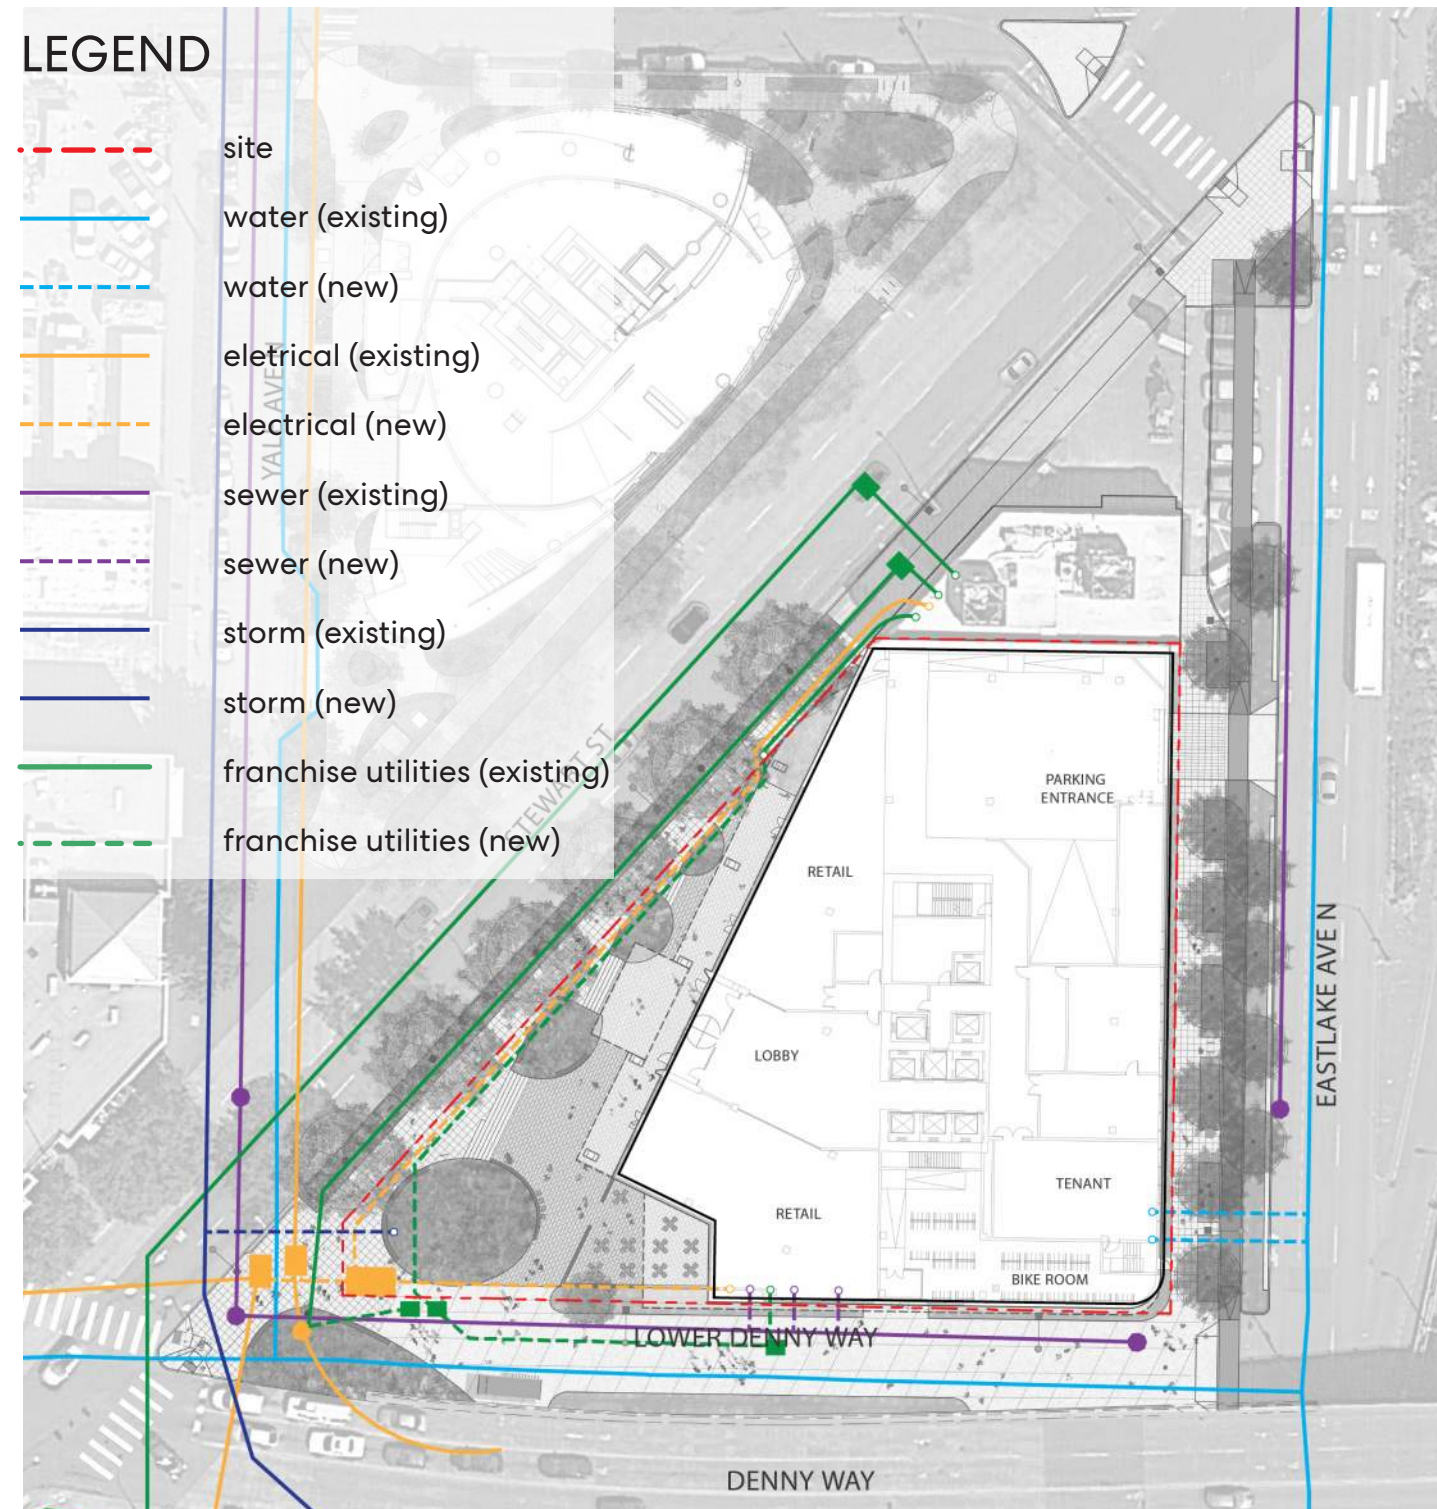 LEGEND
site
water (existing)
water (new)
eletrical (existing)
electrical (new)
sewer (existing)
sewer (new)
storm (existing)
storm (new)
franchise utilities (existing)
franchise utilities (new)
YALE AVE N
STEWART ST
PARKING
ENTRANCE
RETAIL
LOBBY
EASTLAKE AVE N
TENANT
RETAIL
BIKE ROOM
LOWER DENNY WAY
DENNY WAY